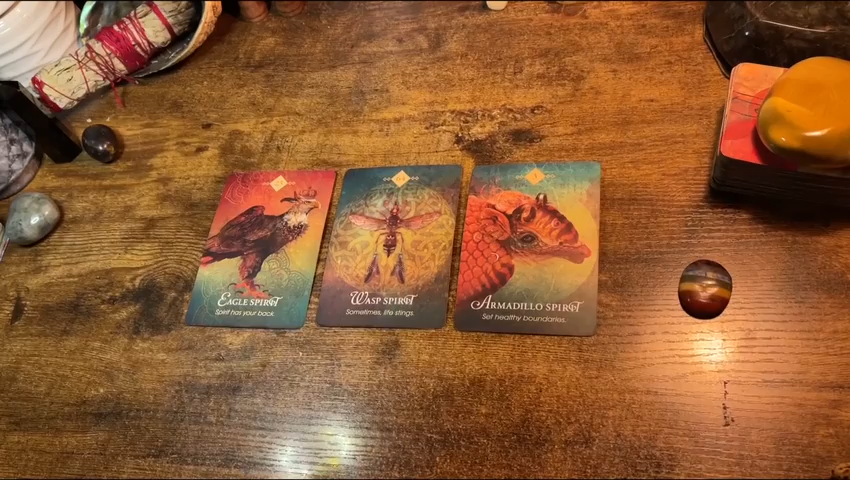 Eagle Spirit
Spirit has your back.
Wasp Spirit
Sometimes, life stings.
Armadillo Spirit
Set healthy boundaries.